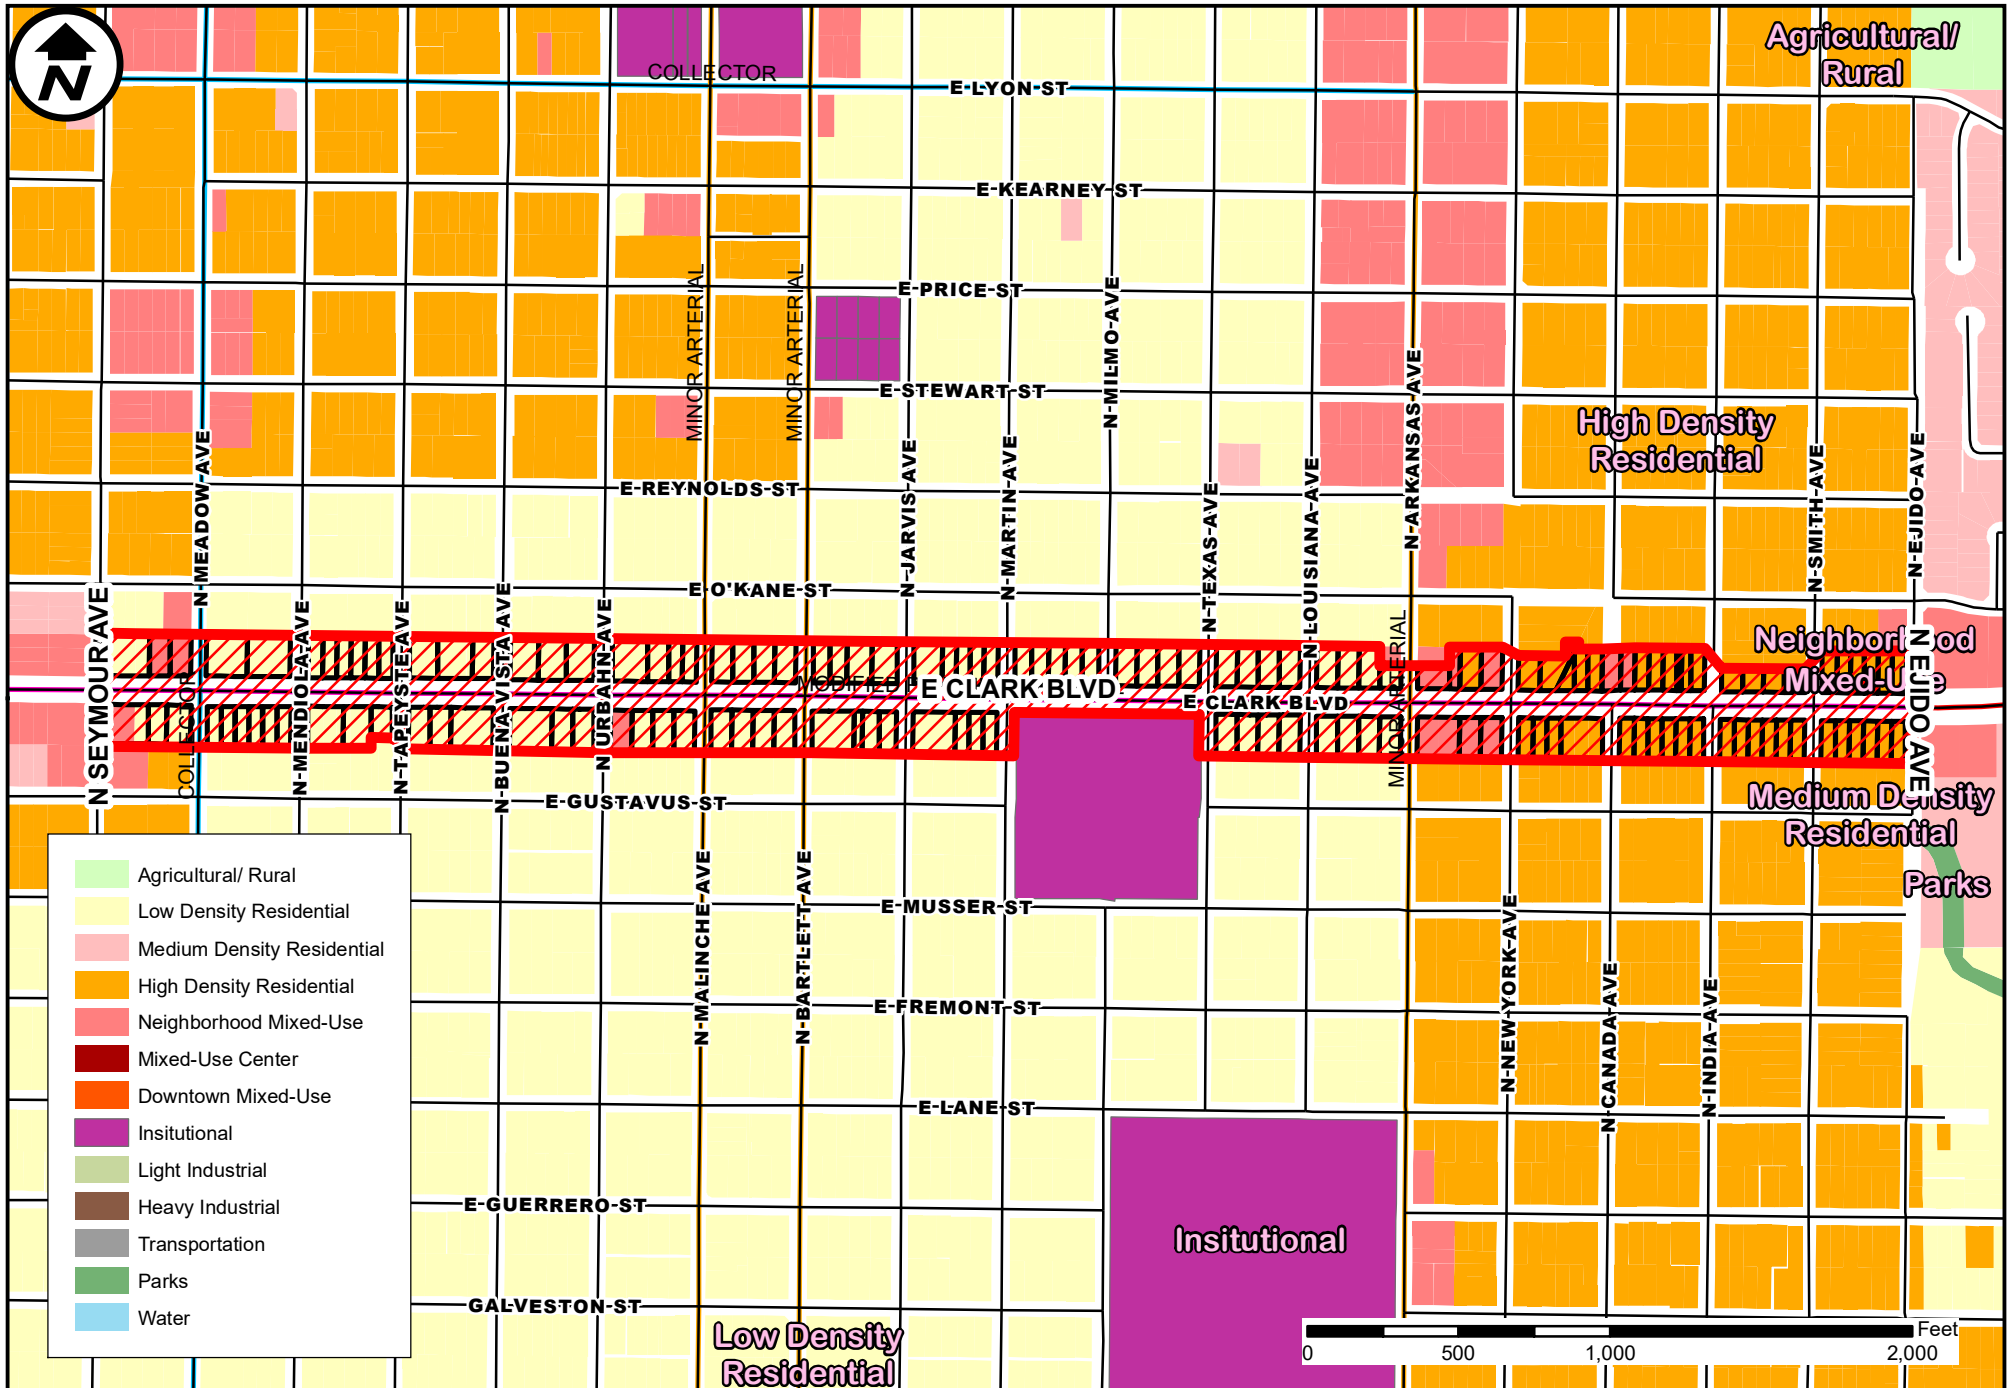 N
Agricultural/
Rural
COLLECTOR
E LYON ST
E KEARNEY ST
E PRICE ST
MINOR ARTERIAL
MINOR ARTERIAL
N MILMO AVE
E STEWART ST
N ARKANSAS AVE
High Density
Residential
N MEADOW AVE
N JARVIS AVE
N MARTIN AVE
N TEXAS AVE
N LOUISIANA AVE
N SMITH AVE
N EJIDO AVE
E REYNOLDS ST
E O'KANE ST
N SEYMOUR AVE
N MENDIOLA AVE
N TAPEYSTE AVE
N BUENA VISTA AVE
N URBAHN AVE
MINOR ARTERIAL
Neighborhood
Mixed-Use
N EJIDO AVE
COLLECTOR
MODIFIED
E CLARK BLVD
E CLARK BLVD
E GUSTAVUS ST
Medium Density
Residential
Parks
N MALINCHE AVE
N BARTLETT AVE
E MUSSER ST
N NEW YORK AVE
N CANADA AVE
N INDIA AVE
E FREMONT ST
E LANE ST
E GUERRERO ST
GALVESTON ST
Insitutional
Low Density
Residential
Agricultural/ Rural
Low Density Residential
Medium Density Residential
High Density Residential
Neighborhood Mixed-Use
Mixed-Use Center
Downtown Mixed-Use
Insitutional
Light Industrial
Heavy Industrial
Transportation
Parks
Water
Feet
0 500 1,000 2,000